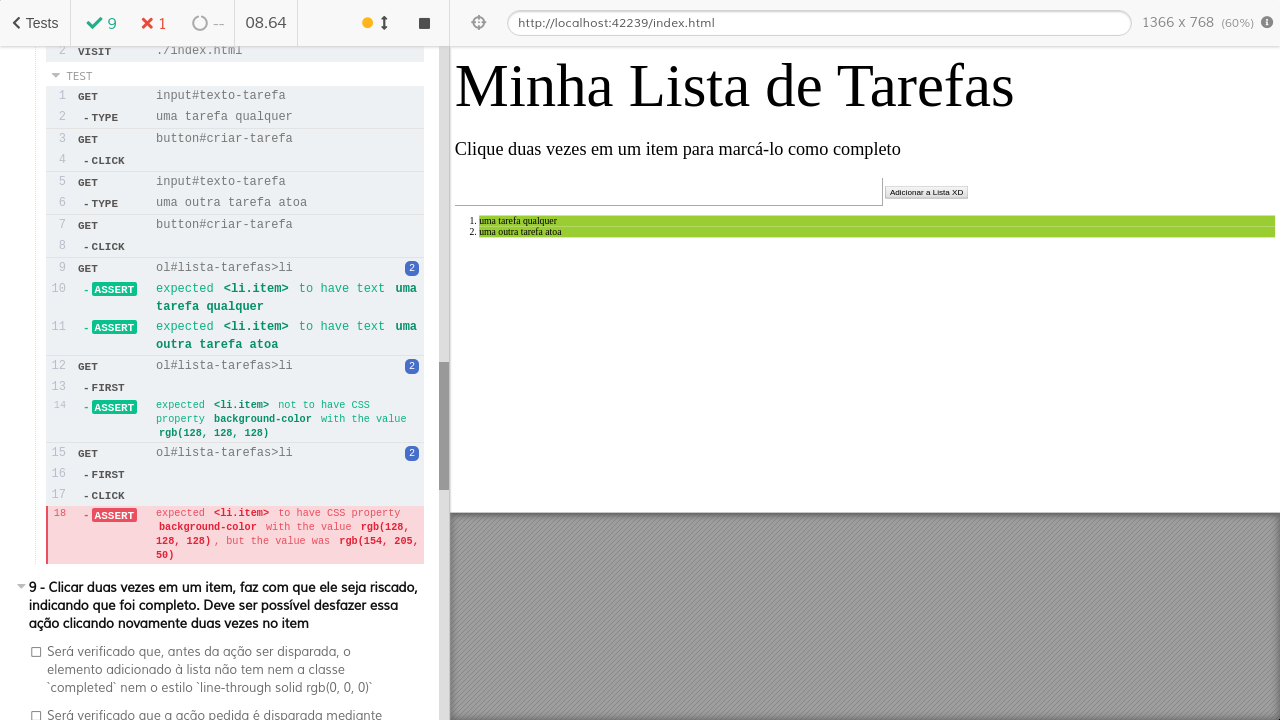 Tests
9
1
--
08.64
http://localhost:42239/index.html
1366 x 768 (60%)
2 VISIT ./index.html
TEST
1 GET input#texto-tarefa
2 -TYPE uma tarefa qualquer
3 GET button#criar-tarefa
4 -CLICK
5 GET input#texto-tarefa
6 -TYPE uma outra tarefa atoa
7 GET button#criar-tarefa
8 -CLICK
9 GET ol#lista-tarefas>li 2
10 -ASSERT expected <li.item> to have text uma
tarefa qualquer
11 -ASSERT expected <li.item> to have text uma
outra tarefa atoa
12 GET ol#lista-tarefas>li 2
13 -FIRST
14 -ASSERT expected <li.item> not to have CSS
property background-color with the value
rgb(128, 128, 128)
15 GET ol#lista-tarefas>li 2
16 -FIRST
17 -CLICK
18 -ASSERT expected <li.item> to have CSS property
background-color with the value rgb(128,
128, 128), but the value was rgb(154, 205,
50)
9 - Clicar duas vezes em um item, faz com que ele seja riscado,
indicando que foi completo. Deve ser possível desfazer essa
ação clicando novamente duas vezes no item
Será verificado que, antes da ação ser disparada, o
elemento adicionado à lista não tem nem a classe
`completed` nem o estilo `line-through solid rgb(0, 0, 0)`
Será verificado que a ação pedida é disparada mediante
Minha Lista de Tarefas
Clique duas vezes em um item para marcá-lo como completo
Adicionar a Lista XD
1. uma tarefa qualquer
2. uma outra tarefa atoa